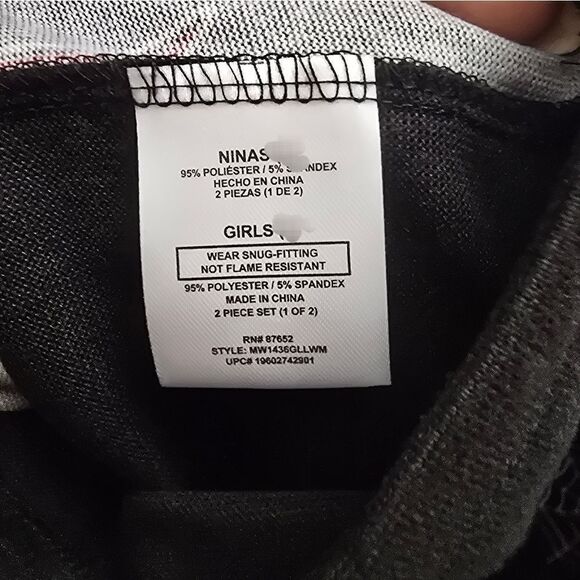 NINAS
95% POLIÉSTER / 5% NDEX
HECHO EN CHINA
2 PIEZAS (1 DE 2)
GIRLS
WEAR SNUG-FITTING
NOT FLAME RESISTANT
95% POLYESTER / 5% SPANDEX
MADE IN CHINA
2 PIECE SET (1 OF 2)
RN# 87652
STYLE: MW1436GLLWM
UPC# 19602742901